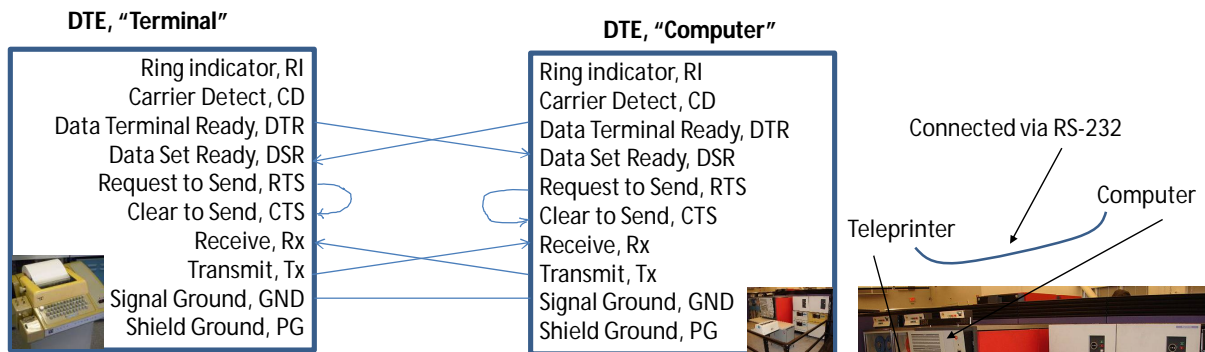 DTE, “Terminal”
Ring indicator, RI
Carrier Detect, CD
Data Terminal Ready, DTR
Data Set Ready, DSR
Request to Send, RTS
Clear to Send, CTS
Receive, Rx
Transmit, Tx
Signal Ground, GND
Shield Ground, PG
DTE, “Computer”
Ring indicator, RI
Carrier Detect, CD
Data Terminal Ready, DTR
Data Set Ready, DSR
Request to Send, RTS
Clear to Send, CTS
Receive, Rx
Transmit, Tx
Signal Ground, GND
Shield Ground, PG
Connected via RS-232
Computer
Teleprinter